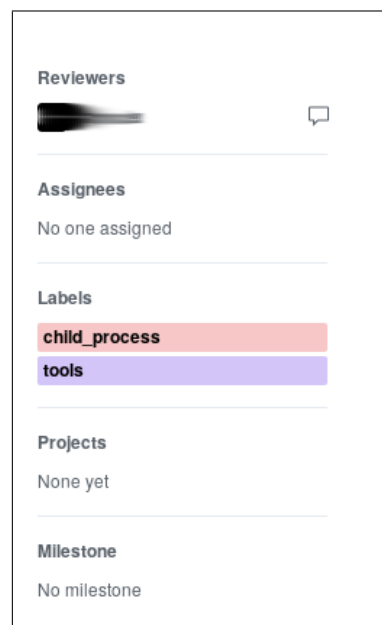 Reviewers
Assignees
No one assigned
Labels
child_process
tools
Projects
None yet
Milestone
No milestone